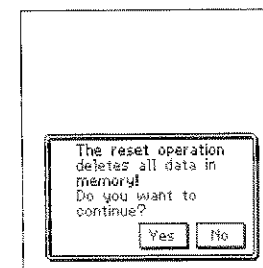 The reset operation
deletes all data in
memory!
Do you want to
continue?
Yes No